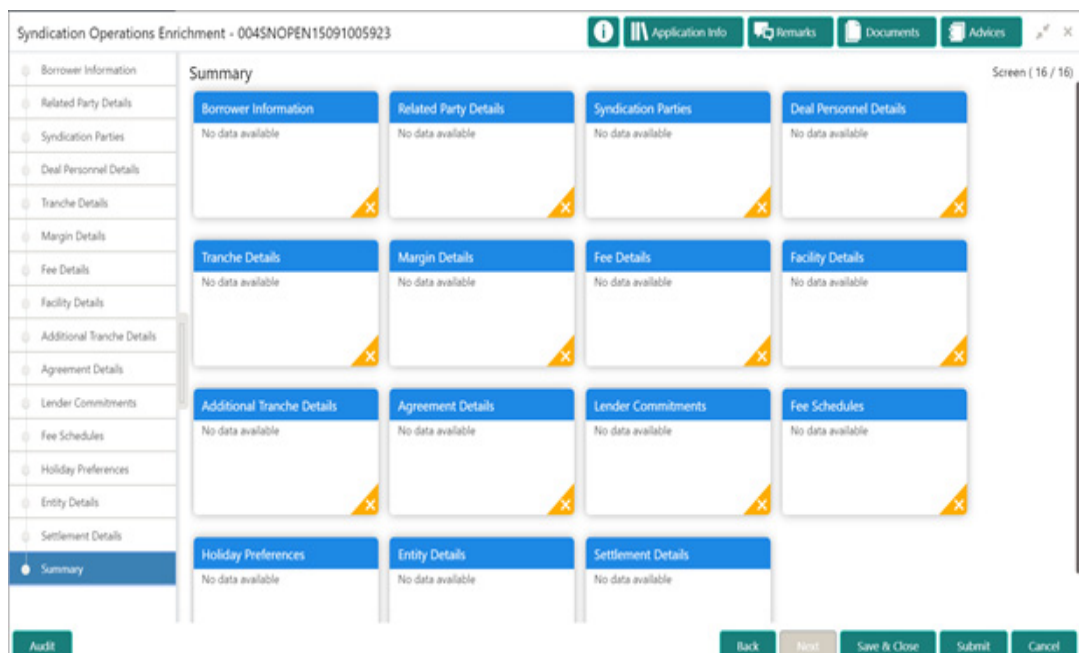 Syndication Operations Enrichment - 004SNOPEN15091005923
Application Info
Remarks
Documents
Advices
Borrower Information
Related Party Details
Syndication Parties
Deal Personnel Details
Tranche Details
Margin Details
Fee Details
Facility Details
Additional Tranche Details
Agreement Details
Lender Commitments
Fee Schedules
Holiday Preferences
Entity Details
Settlement Details
Summary
Summary
Screen ( 16 / 16)
Borrower Information
No data available
Related Party Details
No data available
Syndication Parties
No data available
Deal Personnel Details
No data available
Tranche Details
No data available
Margin Details
No data available
Fee Details
No data available
Facility Details
No data available
Additional Tranche Details
No data available
Agreement Details
No data available
Lender Commitments
No data available
Fee Schedules
No data available
Holiday Preferences
No data available
Entity Details
No data available
Settlement Details
No data available
Audit
Back
Next
Save & Close
Submit
Cancel